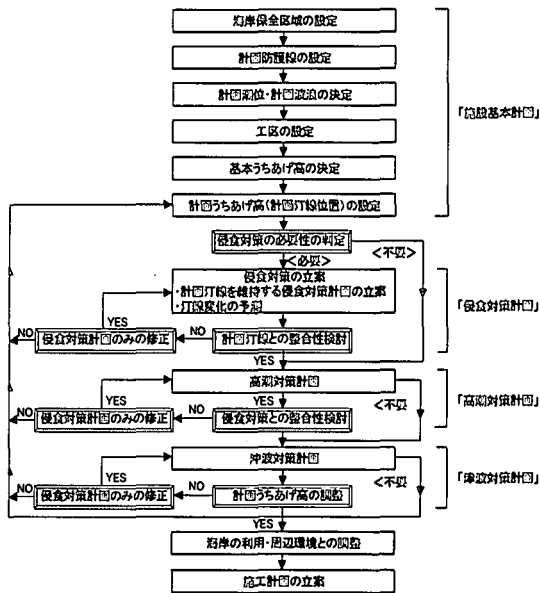 海岸保全区域の設定
計画防護線の設定
計画潮位・計画波浪の決定
工区の設定
基本うちあげ高の決定
計画うちあげ高(計画汀線位置)の設定
「施設基本計画」
侵食対策の必要性の判定
<必要>
<不要>
侵食対策の立案
・計画汀線を維持する侵食対策計画の立案
・汀線変化の予測
「侵食対策計画」
YES
NO
侵食対策計画のみの修正
NO
計画汀線との整合性検討
YES
高潮対策計画
「高潮対策計画」
YES
<不要>
NO
侵食対策計画のみの修正
NO
侵食対策との整合性検討
YES
沖波対策計画
「津波対策計画」
YES
<不要>
NO
侵食対策計画のみの修正
NO
計画うちあげ高の調整
YES
海岸の利用・周辺環境との調整
施工計画の立案